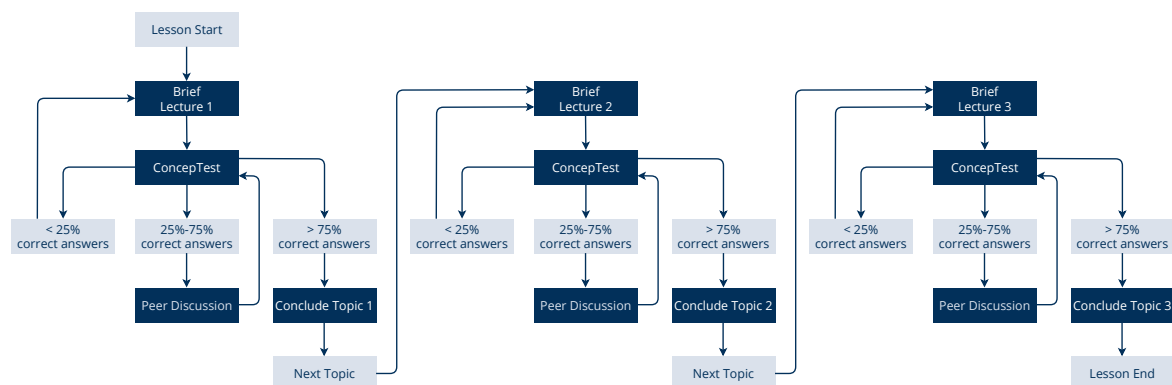 Lesson Start
Brief
Lecture 1
ConcepTest
< 25%
correct answers
25%-75%
correct answers
> 75%
correct answers
Peer Discussion
Conclude Topic 1
Next Topic
Brief
Lecture 2
ConcepTest
< 25%
correct answers
25%-75%
correct answers
> 75%
correct answers
Peer Discussion
Conclude Topic 2
Next Topic
Brief
Lecture 3
ConcepTest
< 25%
correct answers
25%-75%
correct answers
> 75%
correct answers
Peer Discussion
Conclude Topic 3
Lesson End